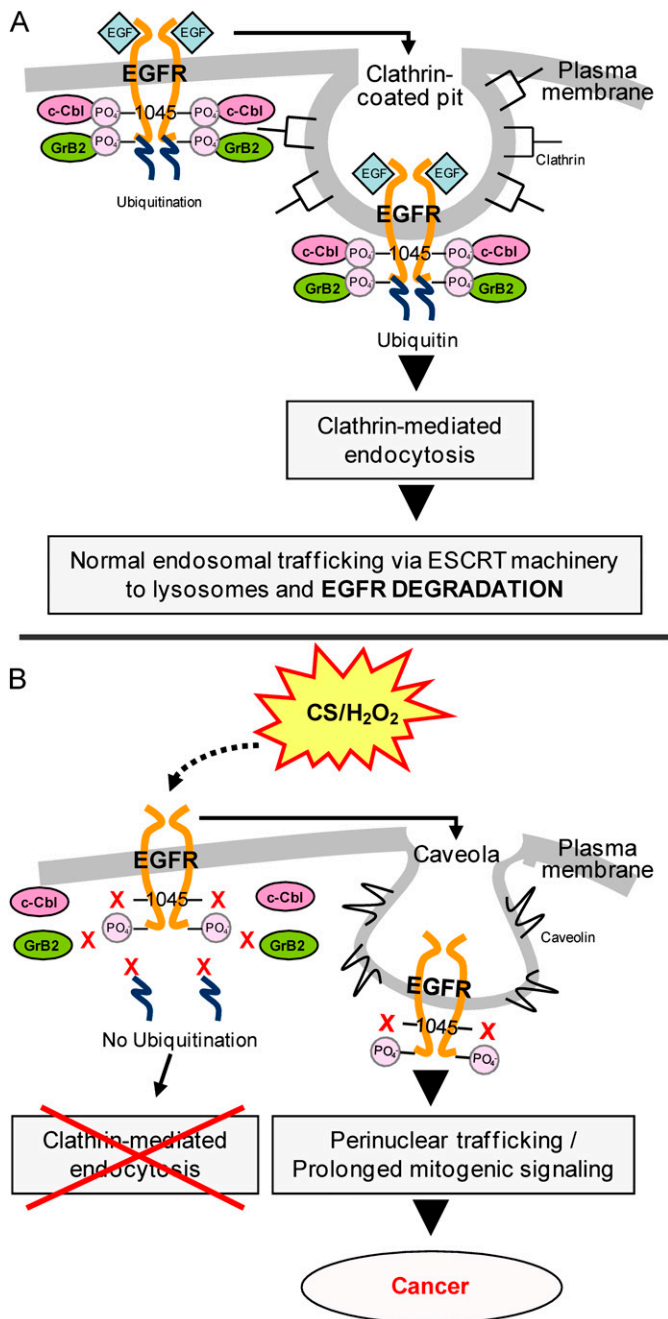 A
EGF
EGF
EGFR
Clathrin-
coated pit
Plasma
membrane
c-Cbl
PO4-
1045
PO4-
c-Cbl
GrB2
PO4-
PO4-
GrB2
Clathrin
Ubiquitination
EGF
EGF
EGFR
c-Cbl
PO4-
1045
PO4-
c-Cbl
GrB2
PO4-
PO4-
GrB2
Ubiquitin
Clathrin-mediated
endocytosis
Normal endosomal trafficking via ESCRT machinery
to lysosomes and EGFR DEGRADATION
B
CS/H₂O₂
EGFR
Caveola
Plasma
membrane
c-Cbl
X
1045
X
c-Cbl
GrB2
X
PO4-
PO4-
X
GrB2
Caveolin
X
X
No Ubiquitination
EGFR
X
1045
X
PO4-
PO4-
Clathrin-mediated
endocytosis
Perinuclear trafficking /
Prolonged mitogenic signaling
Cancer